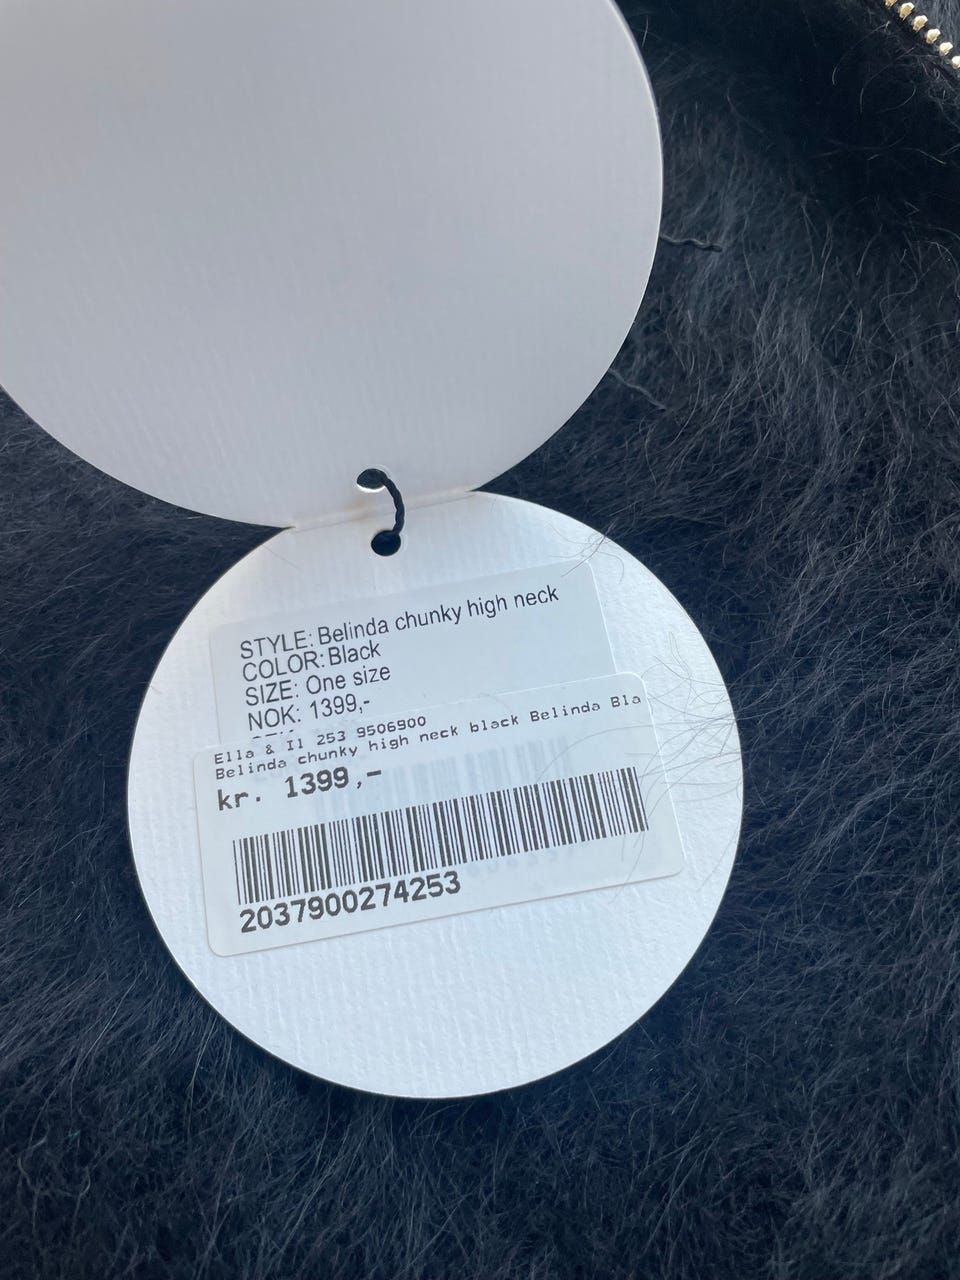 STYLE: Belinda chunky high neck
COLOR: Black
SIZE: One size
NOK: 1399,-
Ella & Il 253 9506900
Belinda chunky high neck black Belinda Bla
kr. 1399,-
2037900274253